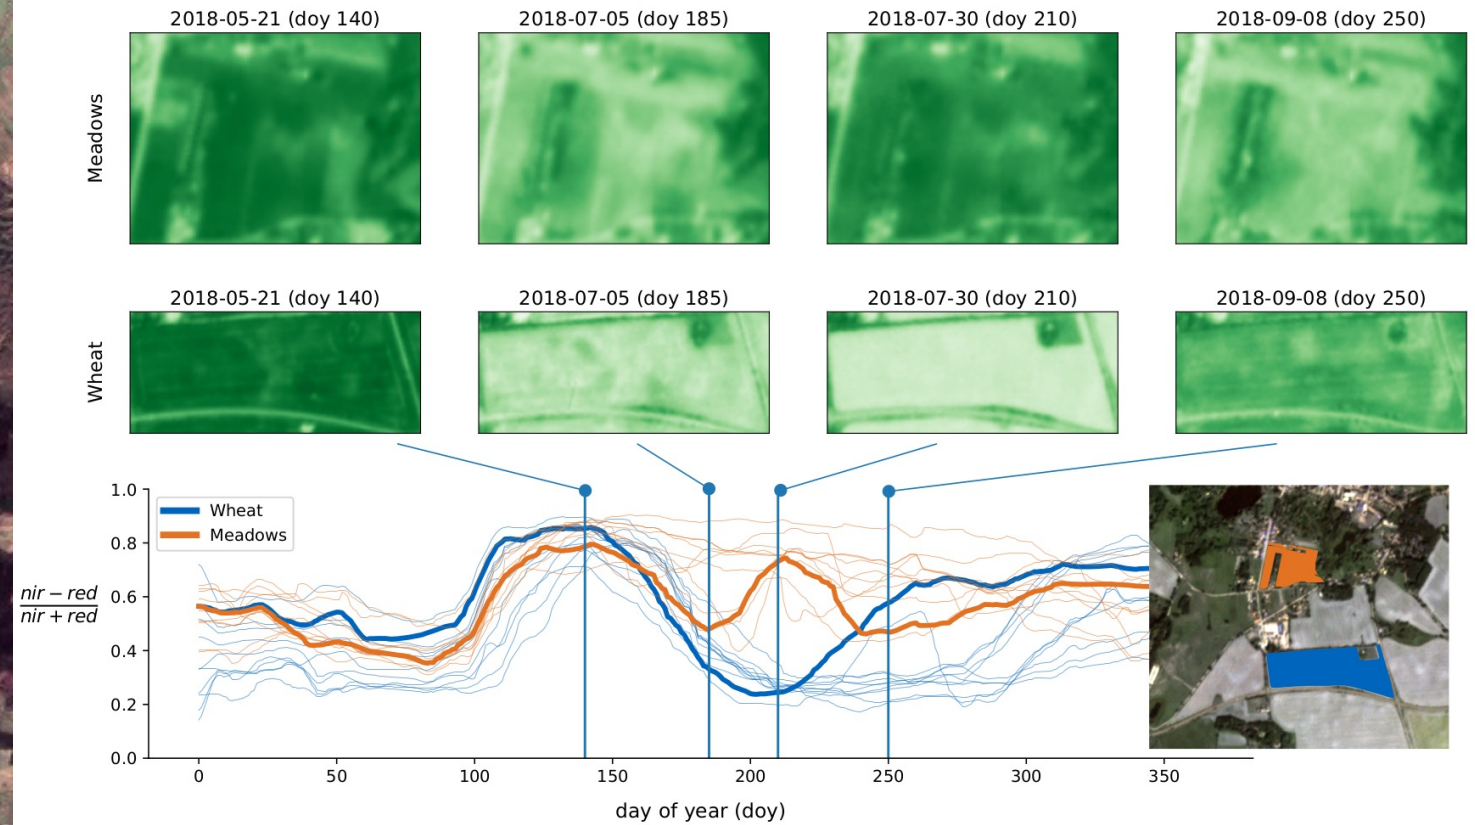 2018-05-21 (doy 140) 2018-07-05 (doy 185) 2018-07-30 (doy 210) 2018-09-08 (doy 250)
Meadows
2018-05-21 (doy 140) 2018-07-05 (doy 185) 2018-07-30 (doy 210) 2018-09-08 (doy 250)
Wheat
1.0
Wheat
Meadows
0.8
nir − red
0.6
nir + red
0.4
0.2
0.0
0 50 100 150 200 250 300 350
day of year (doy)